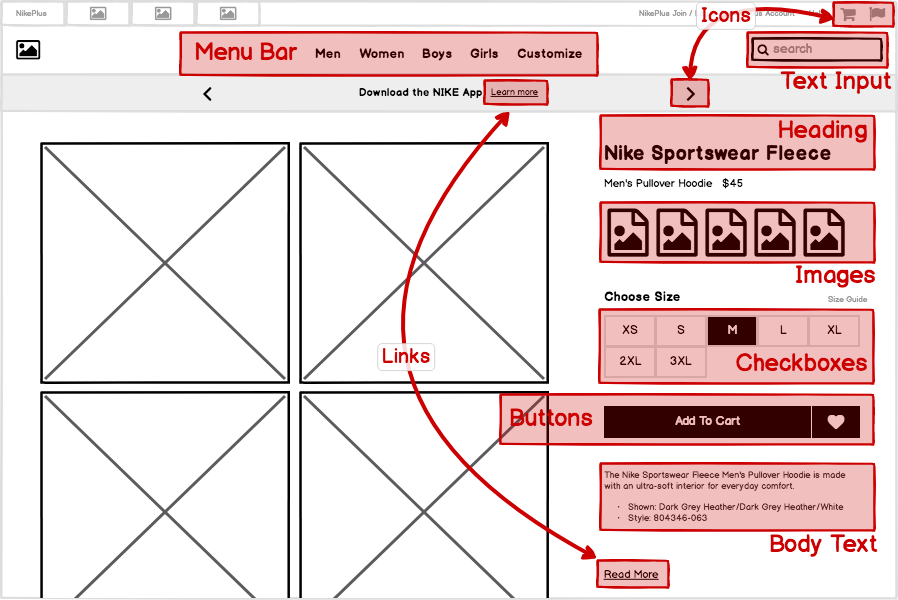 NikePlus
NikePlus Join /
Account
Icons
Menu Bar
Men Women Boys Girls Customize
search
Text Input
Download the NIKE App Learn more
Heading
Nike Sportswear Fleece
Men's Pullover Hoodie $45
Images
Choose Size
Size Guide
XS S M L XL
2XL 3XL
Checkboxes
Links
Buttons
Add To Cart
The Nike Sportswear Fleece Men's Pullover Hoodie is made
with an ultra-soft interior for everyday comfort.
· Shown: Dark Grey Heather/Dark Grey Heather/White
· Style: 804346-063
Body Text
Read More